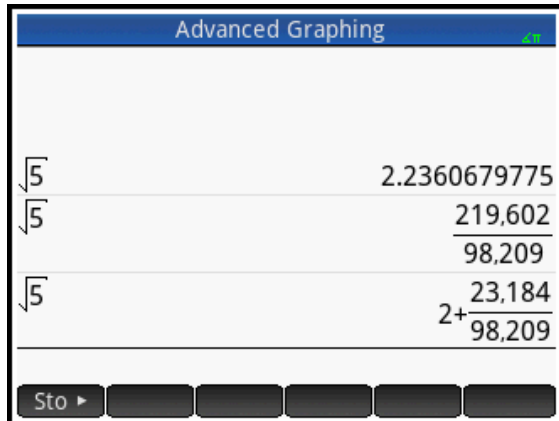 Advanced Graphing
∠π
√5
2.2360679775
√5
219,602
98,209
√5
2+23,184
98,209
Sto ▸